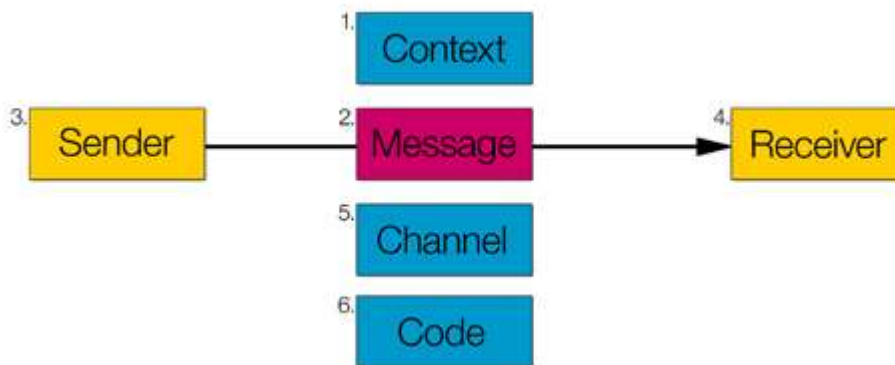 1. Context
3. Sender
2. Message
4. Receiver
5. Channel
6. Code